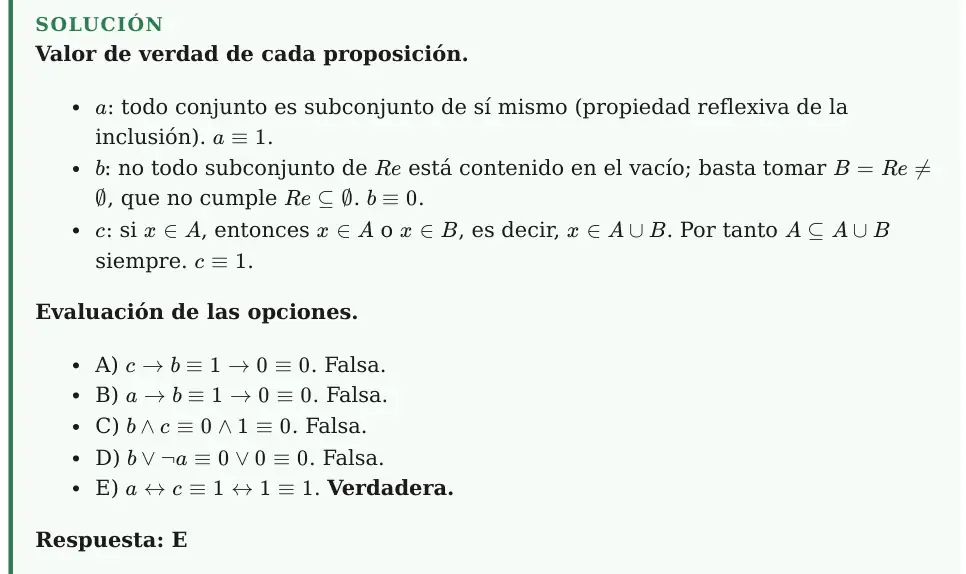 SOLUCIÓN
Valor de verdad de cada proposición.
• a: todo conjunto es subconjunto de sí mismo (propiedad reflexiva de la
inclusión). a ≡ 1.
• b: no todo subconjunto de Re está contenido en el vacío; basta tomar B = Re ≠
∅, que no cumple Re ⊆ ∅. b ≡ 0.
• c: si x ∈ A, entonces x ∈ A o x ∈ B, es decir, x ∈ A ∪ B. Por tanto A ⊆ A ∪ B
siempre. c ≡ 1.
Evaluación de las opciones.
• A) c → b ≡ 1 → 0 ≡ 0. Falsa.
• B) a → b ≡ 1 → 0 ≡ 0. Falsa.
• C) b ∧ c ≡ 0 ∧ 1 ≡ 0. Falsa.
• D) b ∨ ¬a ≡ 0 ∨ 0 ≡ 0. Falsa.
• E) a ↔ c ≡ 1 ↔ 1 ≡ 1. Verdadera.
Respuesta: E